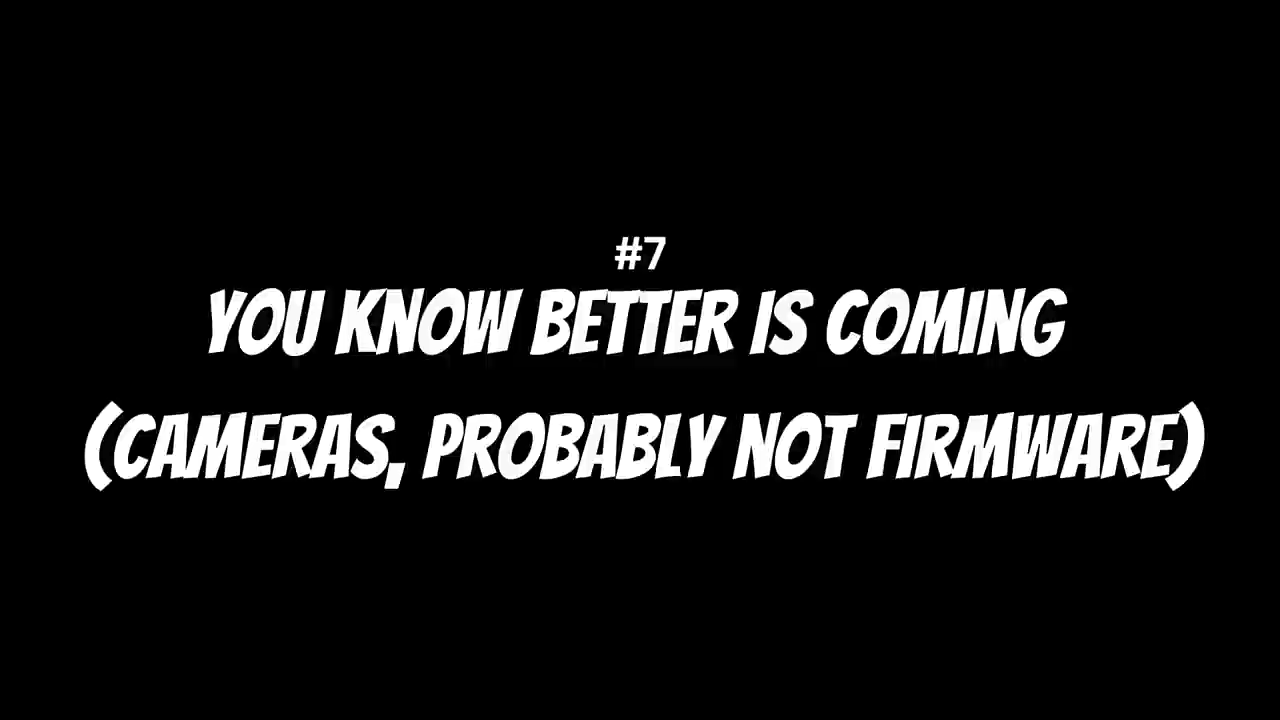 #7
YOU KNOW BETTER IS COMING
(CAMERAS, PROBABLY NOT FIRMWARE)